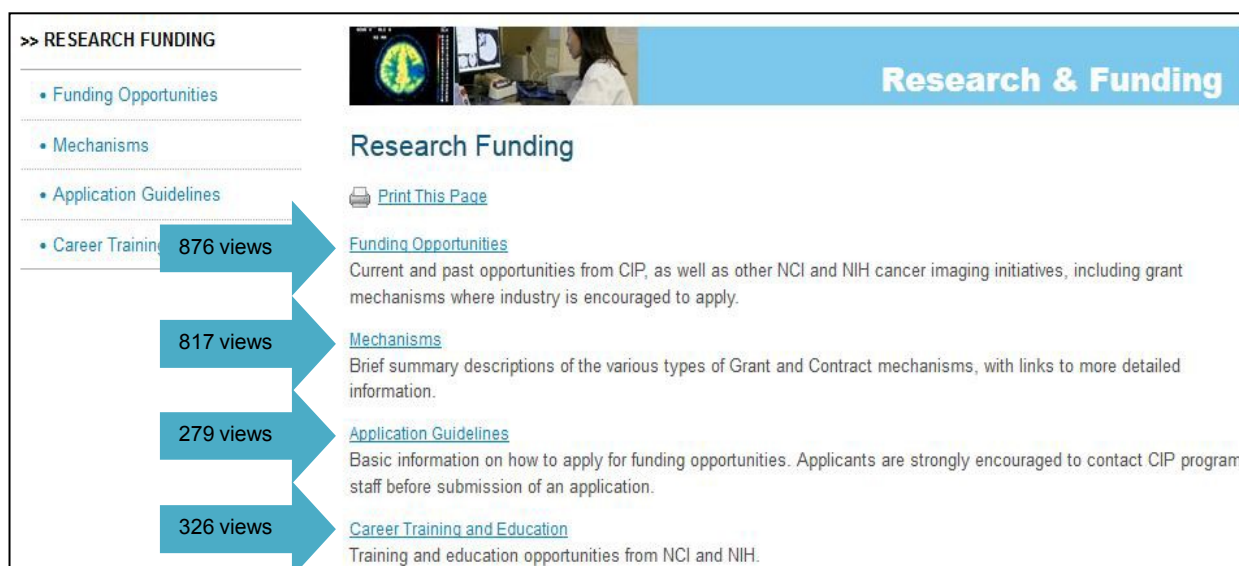 >> RESEARCH FUNDING
• Funding Opportunities
• Mechanisms
• Application Guidelines
• Career Training
Research & Funding
Research Funding
Print This Page
876 views
Funding Opportunities
Current and past opportunities from CIP, as well as other NCI and NIH cancer imaging initiatives, including grant
mechanisms where industry is encouraged to apply.
817 views
Mechanisms
Brief summary descriptions of the various types of Grant and Contract mechanisms, with links to more detailed
information.
279 views
Application Guidelines
Basic information on how to apply for funding opportunities. Applicants are strongly encouraged to contact CIP program
staff before submission of an application.
326 views
Career Training and Education
Training and education opportunities from NCI and NIH.